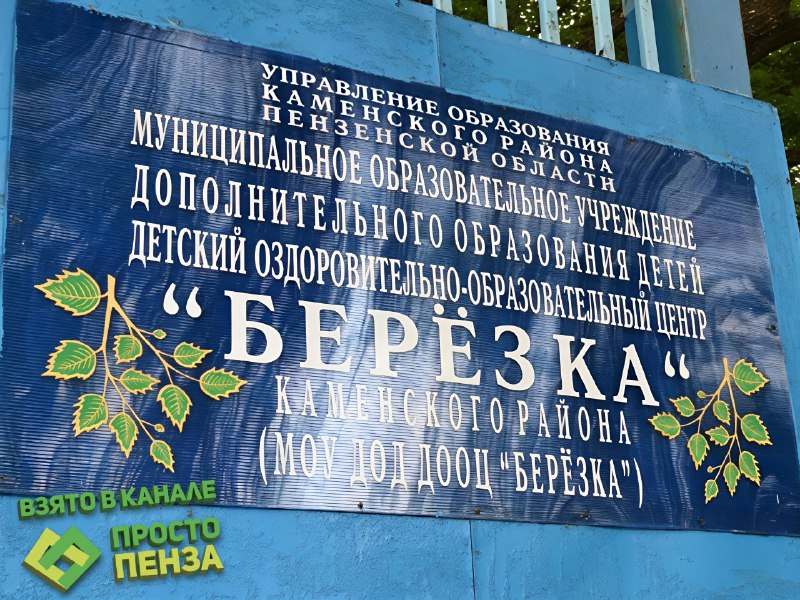 УПРАВЛЕНИЕ ОБРАЗОВАНИЯ
КАМЕНСКОГО РАЙОНА
ПЕНЗЕНСКОЙ ОБЛАСТИ
МУНИЦИПАЛЬНОЕ ОБРАЗОВАТЕЛЬНОЕ УЧРЕЖДЕНИЕ
ДОПОЛНИТЕЛЬНОГО ОБРАЗОВАНИЯ ДЕТЕЙ
ДЕТСКИЙ ОЗДОРОВИТЕЛЬНО-ОБРАЗОВАТЕЛЬНЫЙ ЦЕНТР
“БЕРЁЗКА“
КАМЕНСКОГО РАЙОНА
(МОУ ДОД ДООЦ “БЕРЁЗКА”)
ВЗЯТО В КАНАЛЕ
ПРОСТО
ПЕНЗА